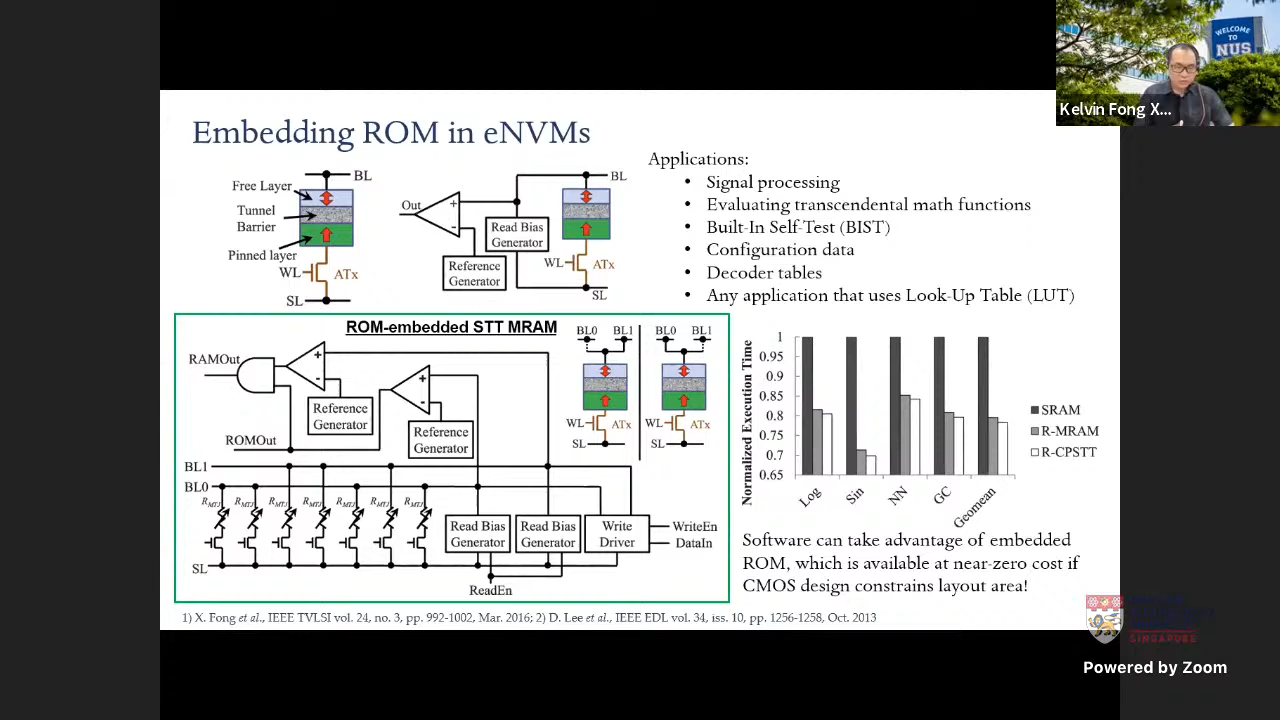 WELCOME
TO
NUS
Kelvin Fong X...
Embedding ROM in eNVMs
BL
Free Layer
Tunnel
Barrier
Pinned layer
WL
ATx
SL
Out
+
-
Read Bias
Generator
Reference
Generator
BL
WL
ATx
SL
Applications:
• Signal processing
• Evaluating transcendental math functions
• Built-In Self-Test (BIST)
• Configuration data
• Decoder tables
• Any application that uses Look-Up Table (LUT)
ROM-embedded STT MRAM
RAMOut
+
-
Reference
Generator
+
-
Reference
Generator
ROMOut
BL0 BL1
WL
ATx
SL
BL0 BL1
WL
ATx
SL
BL1
BL0
RMTJ RMTJ RMTJ RMTJ RMTJ RMTJ RMTJ
SL
Read Bias
Generator
Read Bias
Generator
Write
Driver
WriteEn
DataIn
ReadEn
Normalized Execution Time
1
0.95
0.9
0.85
0.8
0.75
0.7
0.65
Log
Sin
NN
GC
Geomean
SRAM
R-MRAM
R-CPSTT
Software can take advantage of embedded
ROM, which is available at near-zero cost if
CMOS design constrains layout area!
1) X. Fong et al., IEEE TVLSI vol. 24, no. 3, pp. 992-1002, Mar. 2016; 2) D. Lee et al., IEEE EDL vol. 34, iss. 10, pp. 1256-1258, Oct. 2013
SINGAPORE
Powered by Zoom